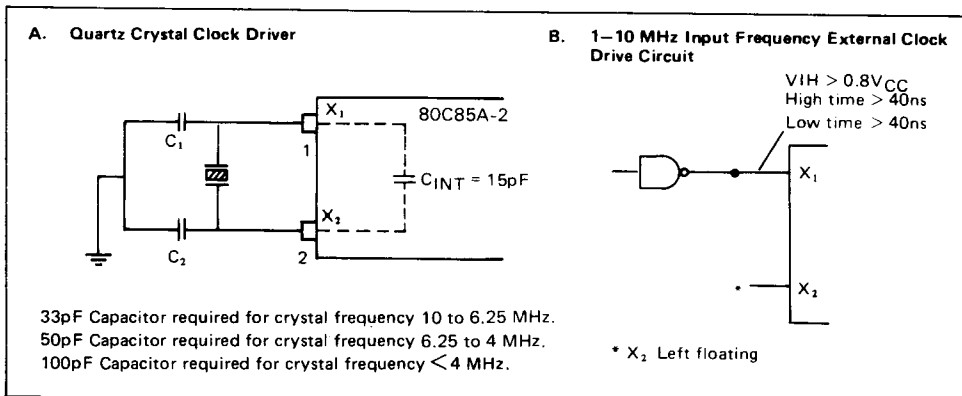 A. Quartz Crystal Clock Driver
X₁
80C85A-2
C₁
1
C_INT = 15pF
X₂
C₂
2
33pF Capacitor required for crystal frequency 10 to 6.25 MHz.
50pF Capacitor required for crystal frequency 6.25 to 4 MHz.
100pF Capacitor required for crystal frequency < 4 MHz.
B. 1–10 MHz Input Frequency External Clock
Drive Circuit
VIH > 0.8V_CC
High time > 40ns
Low time > 40ns
X₁
*
X₂
* X₂ Left floating